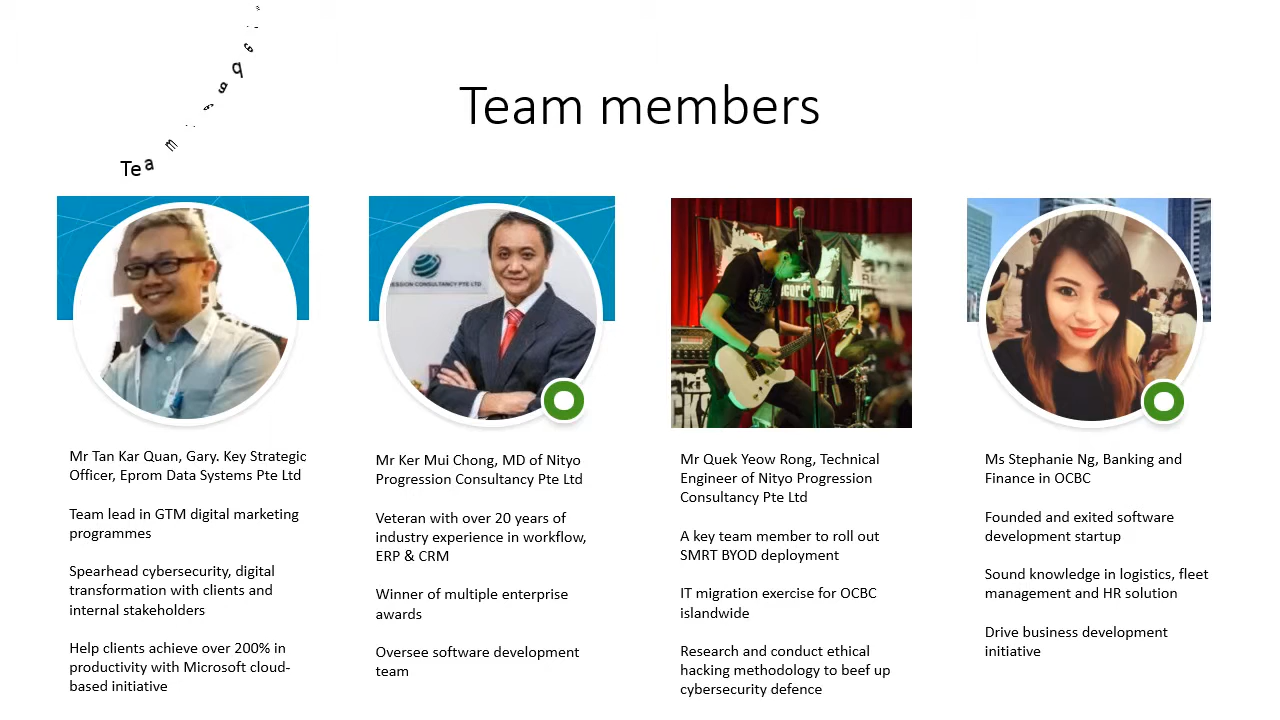 Team members
Te a m
ESSION CONSULTANCY PTE LTD
Mr Tan Kar Quan, Gary. Key Strategic
Officer, Eprom Data Systems Pte Ltd
Team lead in GTM digital marketing
programmes
Spearhead cybersecurity, digital
transformation with clients and
internal stakeholders
Help clients achieve over 200% in
productivity with Microsoft cloud-
based initiative
Mr Ker Mui Chong, MD of Nityo
Progression Consultancy Pte Ltd
Veteran with over 20 years of
industry experience in workflow,
ERP & CRM
Winner of multiple enterprise
awards
Oversee software development
team
Mr Quek Yeow Rong, Technical
Engineer of Nityo Progression
Consultancy Pte Ltd
A key team member to roll out
SMRT BYOD deployment
IT migration exercise for OCBC
islandwide
Research and conduct ethical
hacking methodology to beef up
cybersecurity defence
Ms Stephanie Ng, Banking and
Finance in OCBC
Founded and exited software
development startup
Sound knowledge in logistics, fleet
management and HR solution
Drive business development
initiative